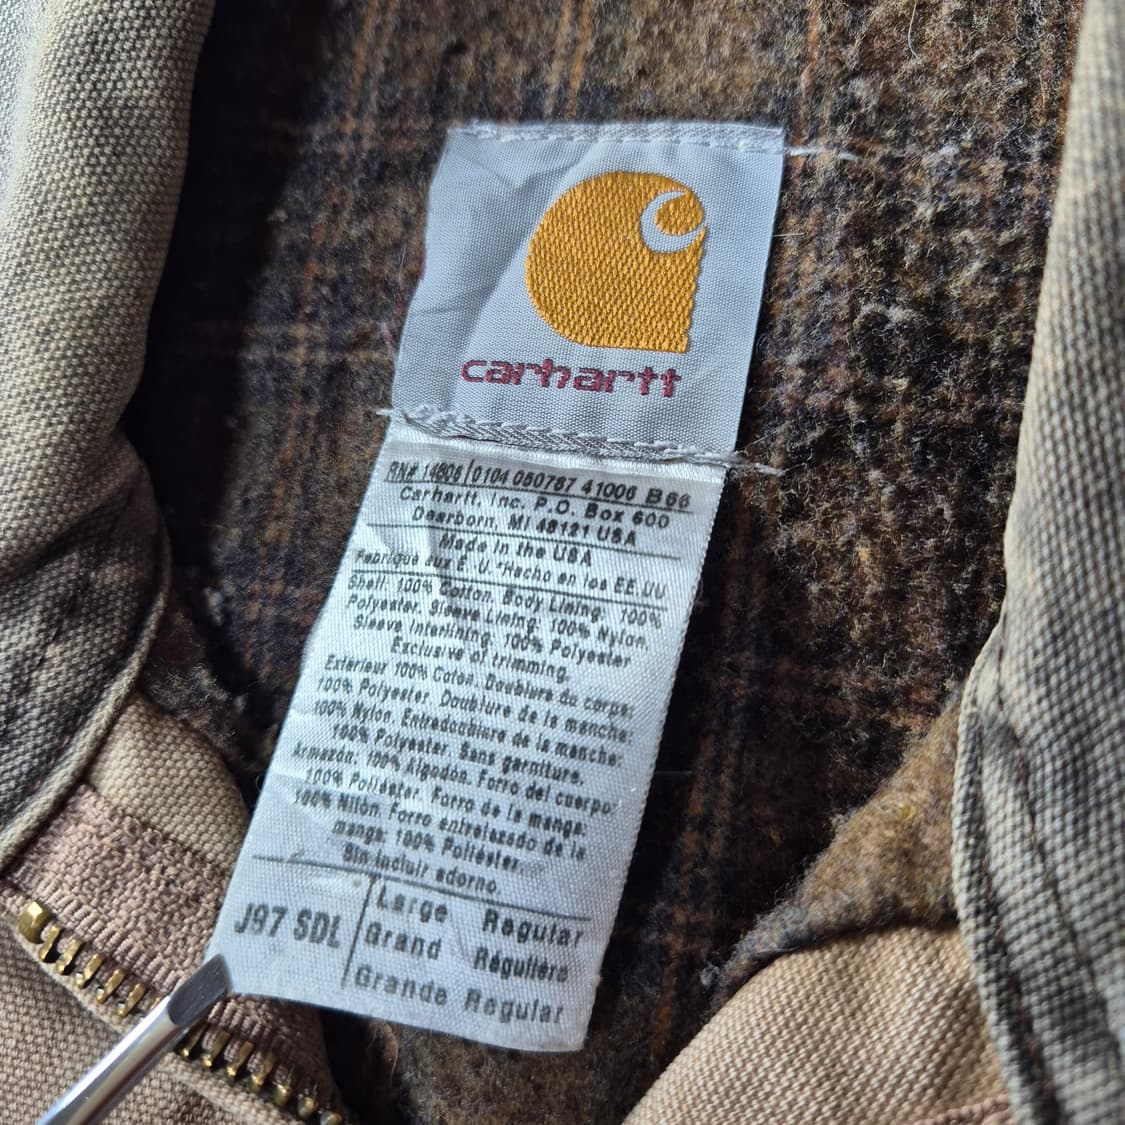 carhartt
RN# 14806 0104 050787 41006 B 66
Carhartt, Inc. P.O. Box 600
Dearborn, MI 48121 USA
Made in the USA
Fabriqué aux E.U. "Hecho en los EE.UU
Shell: 100% Cotton, Body Lining, 100%
Polyester. Sleeve Lining, 100% Nylon.
Sleeve Interlining, 100% Polyester
Exclusive of trimming.
Extérieur 100% Coton. Doublure du corps:
100% Polyester. Doublure de la manche:
100% Nylon. Entredoublure de la manche:
100% Polyester. Sans garniture.
Armazón. 100% Algodon. Forro del cuerpo:
100% Poliéster. Forro de la manga:
100% Nilón. Forro entrelazado de la
manga: 100% Poliéster.
Sin incluir adorno.
J97 SDL
Large Regular
Grand Régulière
Grande Regular